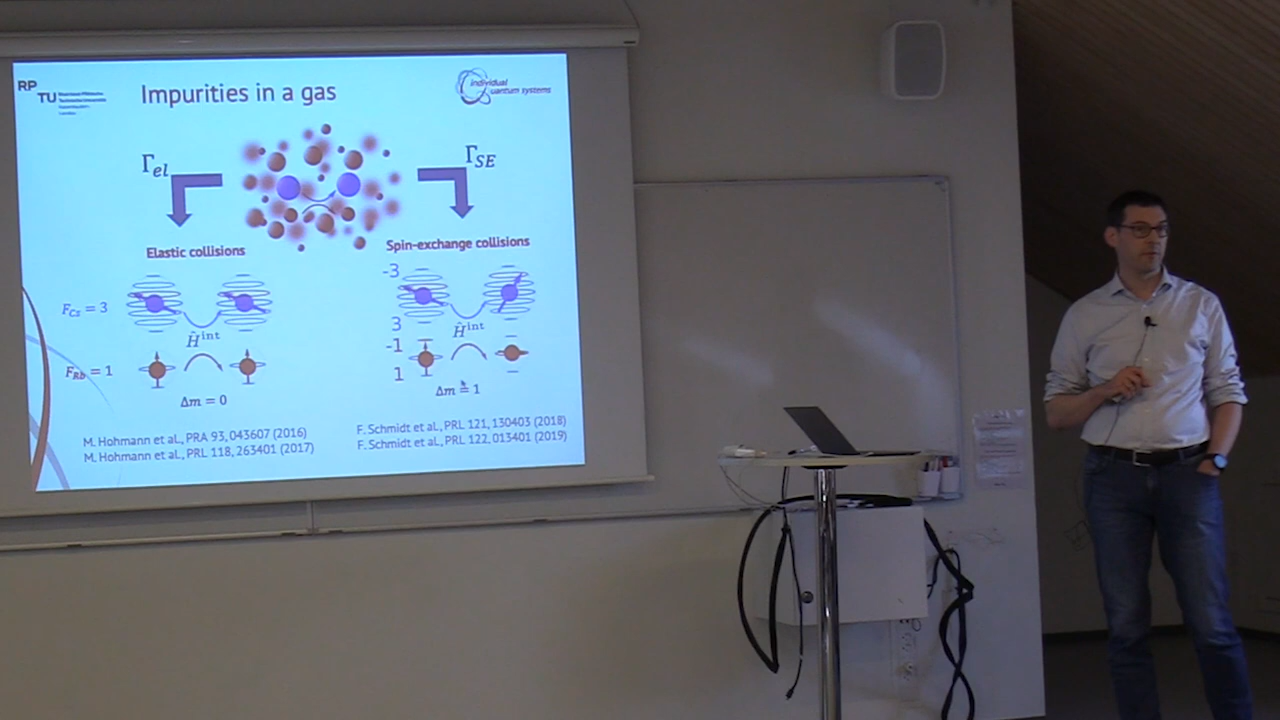 RP
TU
Impurities in a gas
individual
quantum systems
Γel
ΓSE
Elastic collisions
Spin-exchange collisions
-3
F_Cs = 3
Ĥ^int
3
Ĥ^int
-1
F_Rb = 1
1
Δm = 0
Δm = 1
M. Hohmann et al., PRA 93, 043607 (2016)
M. Hohmann et al., PRL 118, 263401 (2017)
F. Schmidt et al., PRL 121, 130403 (2018)
F. Schmidt et al., PRL 122, 013401 (2019)